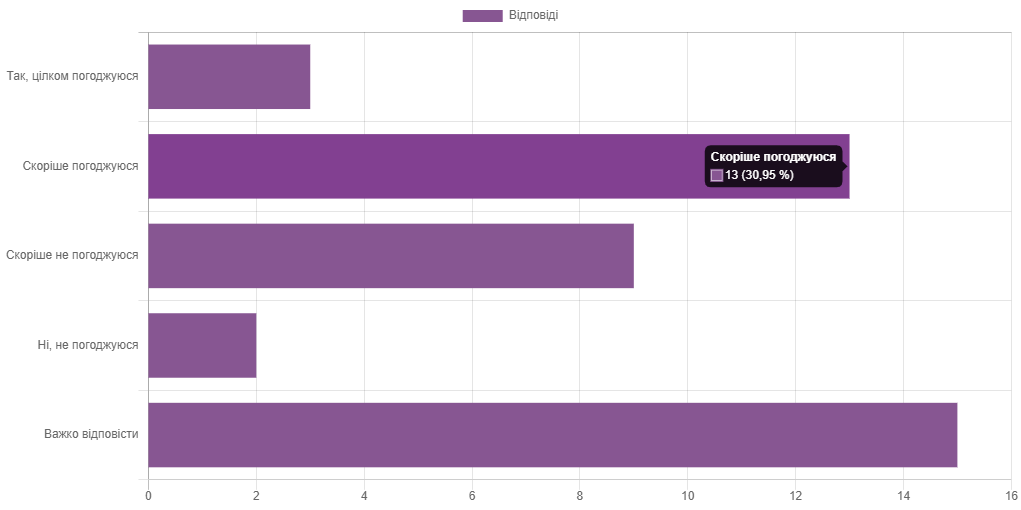 Відповіді
Так, цілком погоджуюся
Скоріше погоджуюся
Скоріше погоджуюся
13 (30,95 %)
Скоріше не погоджуюся
Ні, не погоджуюся
Важко відповісти
0 2 4 6 8 10 12 14 16